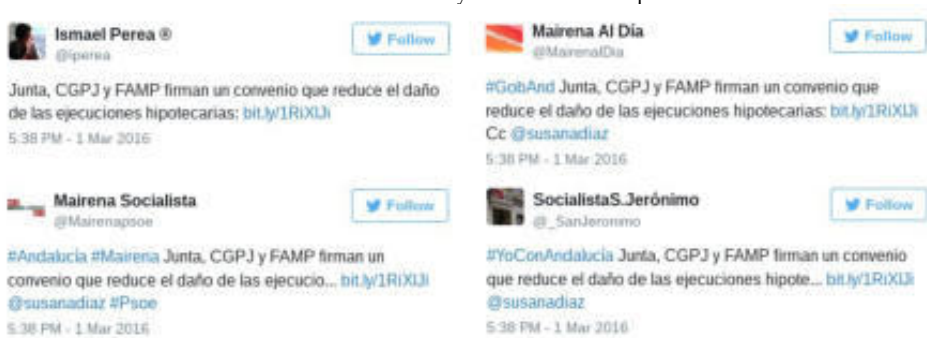 Ismael Perea ®
Follow
@iperea
Junta, CGPJ y FAMP firman un convenio que reduce el daño
de las ejecuciones hipotecarias: bit.ly/1RiXIJi
5:38 PM - 1 Mar 2016
Mairena Al Día
Follow
@MairenalDia
#GobAnd Junta, CGPJ y FAMP firman un convenio que
reduce el daño de las ejecuciones hipotecarias: bit.ly/1RiXIJi
Cc @susanadiaz
5:38 PM - 1 Mar 2016
Mairena Socialista
Follow
@Mairenapsoe
#Andalucía #Mairena Junta, CGPJ y FAMP firman un
convenio que reduce el daño de las ejecucio... bit.ly/1RiXIJi
@susanadiaz #Psoe
5:38 PM - 1 Mar 2016
SocialistaS.Jerónimo
Follow
@_SanJeronimo
#YoConAndalucía Junta, CGPJ y FAMP firman un convenio
que reduce el daño de las ejecuciones hipote... bit.ly/1RiXIJi
@susanadiaz
5:38 PM - 1 Mar 2016